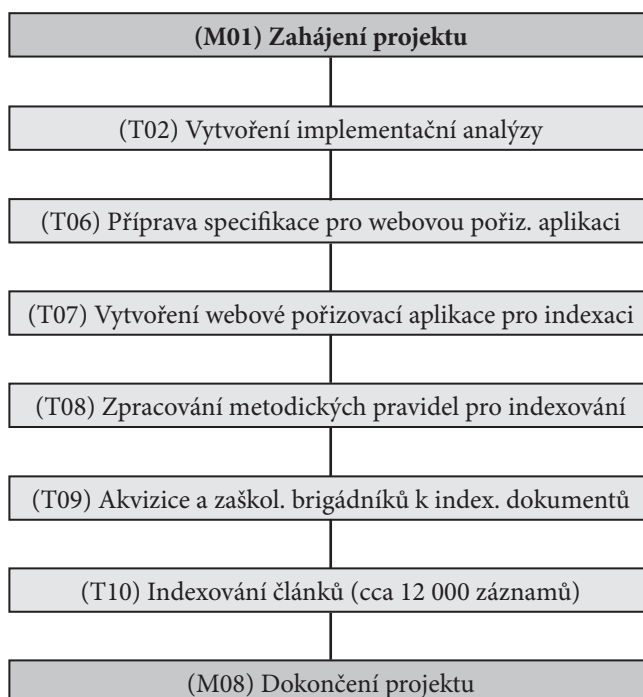 (M01) Zahájení projektu
(T02) Vytvoření implementační analýzy
(T06) Příprava specifikace pro webovou pořiz. aplikaci
(T07) Vytvoření webové pořizovací aplikace pro indexaci
(T08) Zpracování metodických pravidel pro indexování
(T09) Akvizice a zaškol. brigádníků k index. dokumentů
(T10) Indexování článků (cca 12 000 záznamů)
(M08) Dokončení projektu